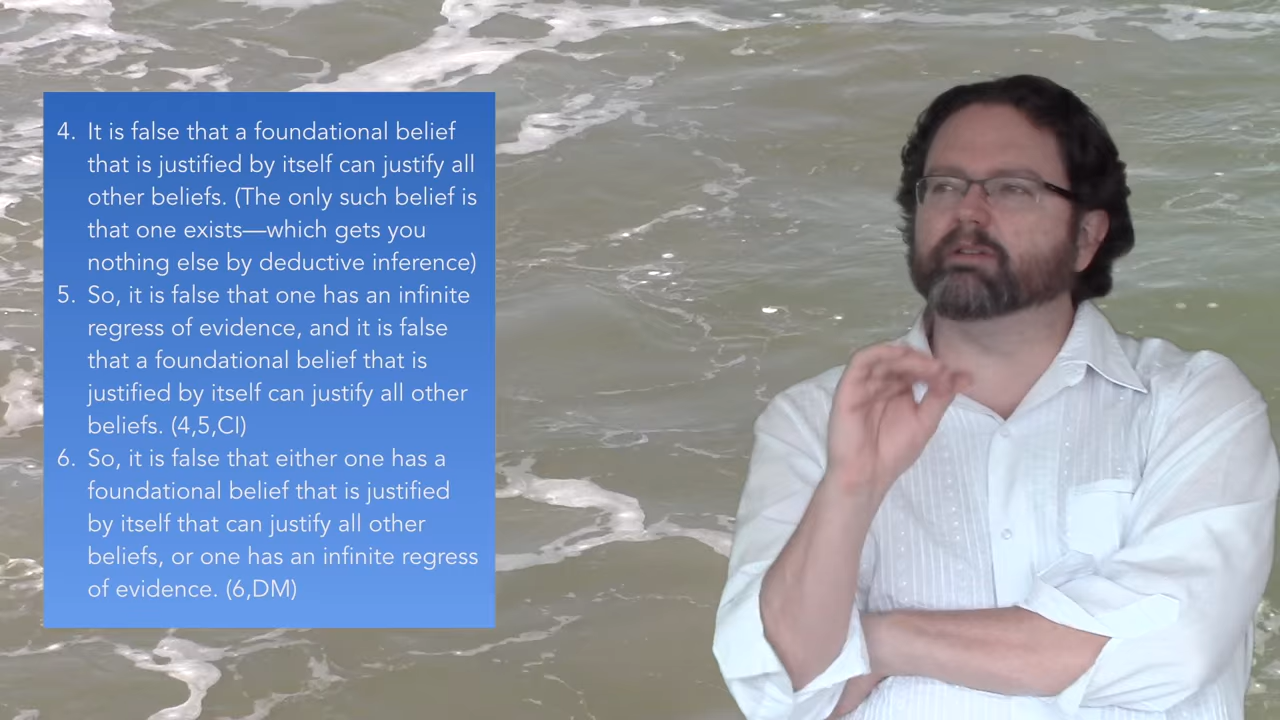 4. It is false that a foundational belief
that is justified by itself can justify all
other beliefs. (The only such belief is
that one exists—which gets you
nothing else by deductive inference)
5. So, it is false that one has an infinite
regress of evidence, and it is false
that a foundational belief that is
justified by itself can justify all other
beliefs. (4,5,CI)
6. So, it is false that either one has a
foundational belief that is justified
by itself that can justify all other
beliefs, or one has an infinite regress
of evidence. (6,DM)